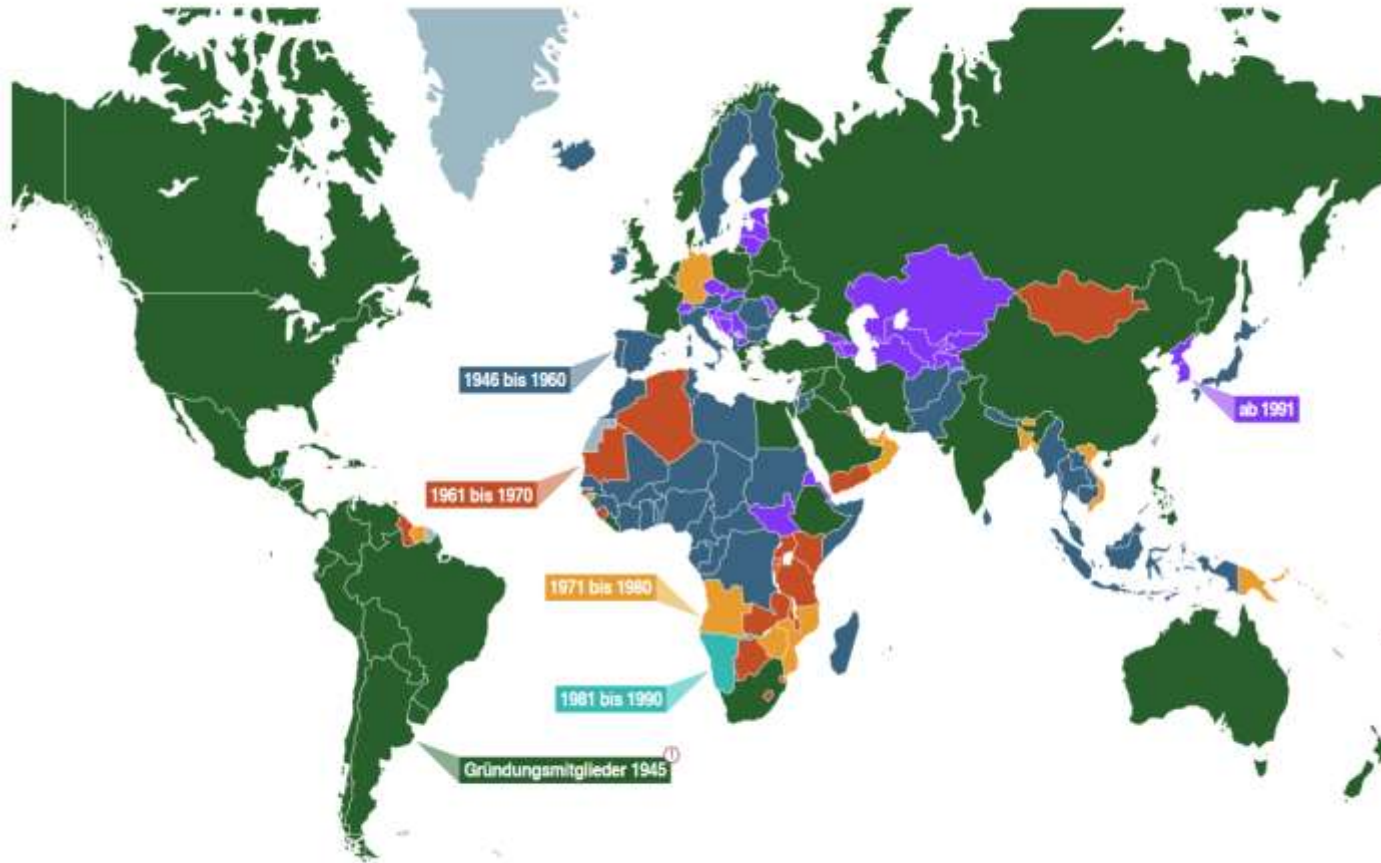 1946 bis 1960
ab 1991
1961 bis 1970
1971 bis 1980
1981 bis 1990
Gründungsmitglieder 1945